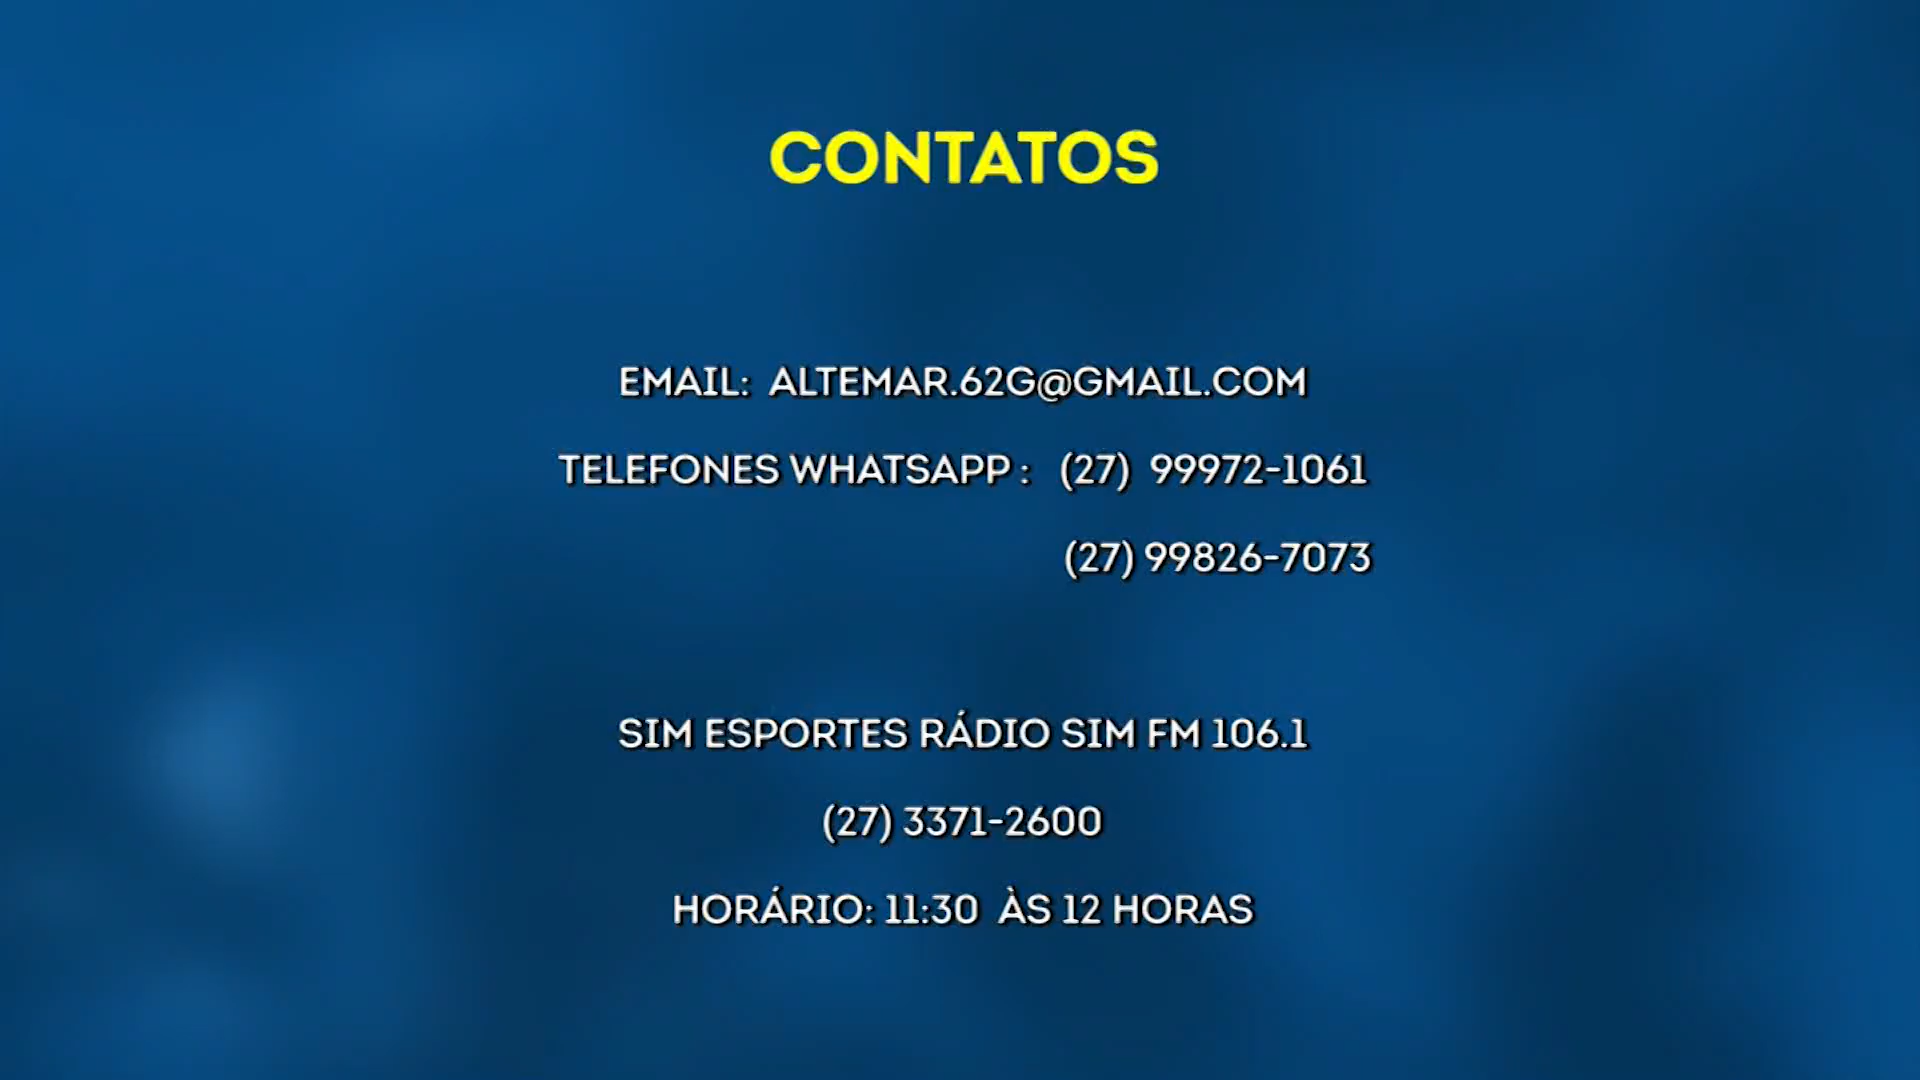 CONTATOS
EMAIL: ALTEMAR.62G@GMAIL.COM
TELEFONES WHATSAPP : (27) 99972-1061
(27) 99826-7073
SIM ESPORTES RÁDIO SIM FM 106.1
(27) 3371-2600
HORÁRIO: 11:30 ÀS 12 HORAS